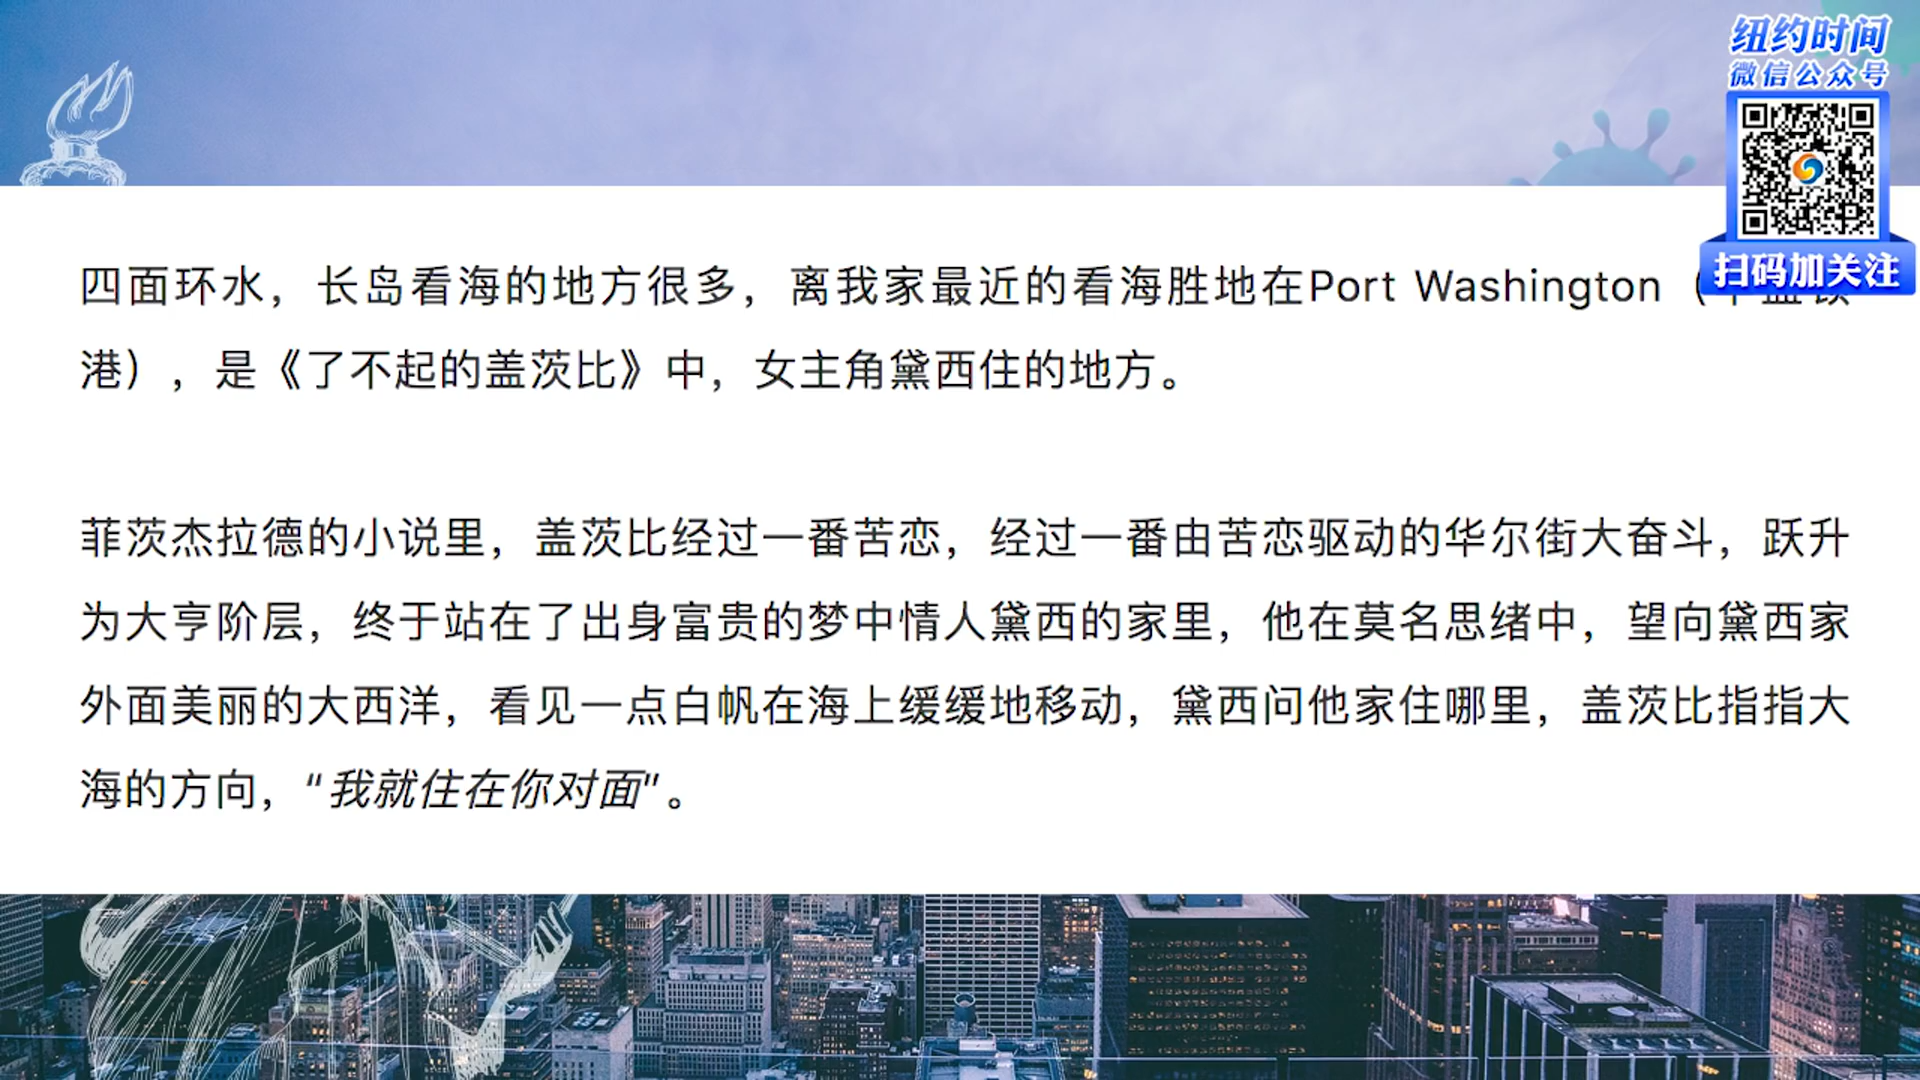 纽约时间
微信公众号
扫码加关注
四面环水，长岛看海的地方很多，离我家最近的看海胜地在Port Washington（
港），是《了不起的盖茨比》中，女主角黛西住的地方。
菲茨杰拉德的小说里，盖茨比经过一番苦恋，经过一番由苦恋驱动的华尔街大奋斗，跃升
为大亨阶层，终于站在了出身富贵的梦中情人黛西的家里，他在莫名思绪中，望向黛西家
外面美丽的大西洋，看见一点白帆在海上缓缓地移动，黛西问他家住哪里，盖茨比指指大
海的方向，“我就住在你对面”。